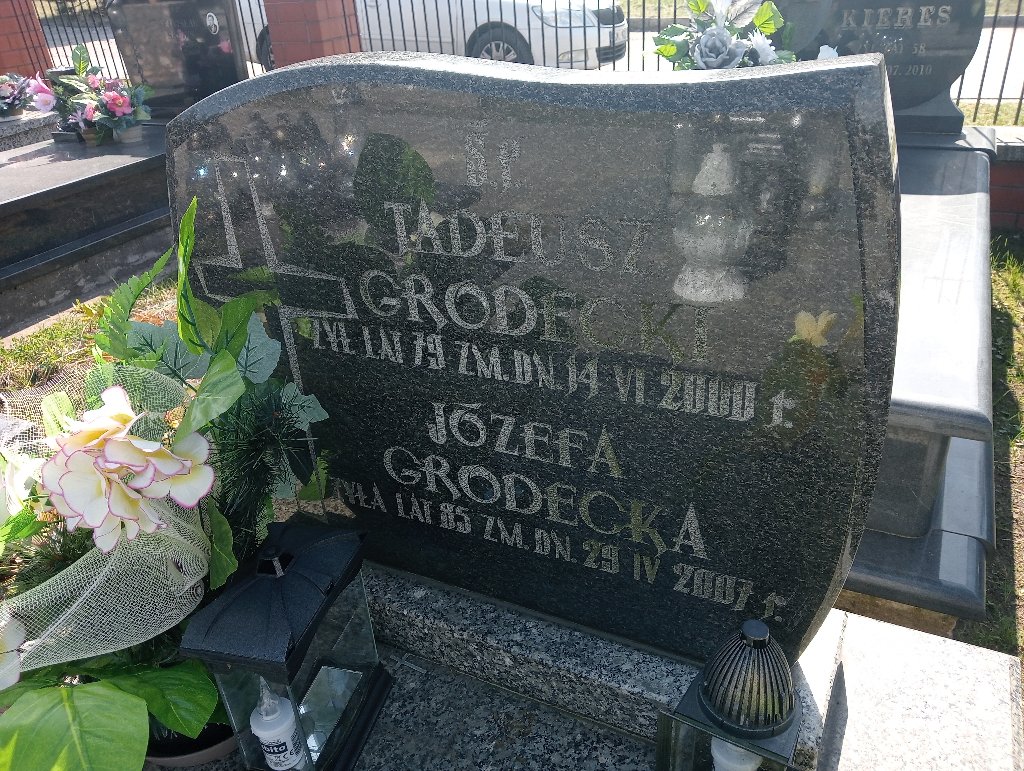 KIERES
Ś.P.
TADEUSZ
GRODECKI
ŻYŁ LAT 79 ZM. DN. 14 VI 2000 r.
JÓZEFA
GRODECKA
ŻYŁA LAT 85 ZM. DN. 29 IV 2007 r.